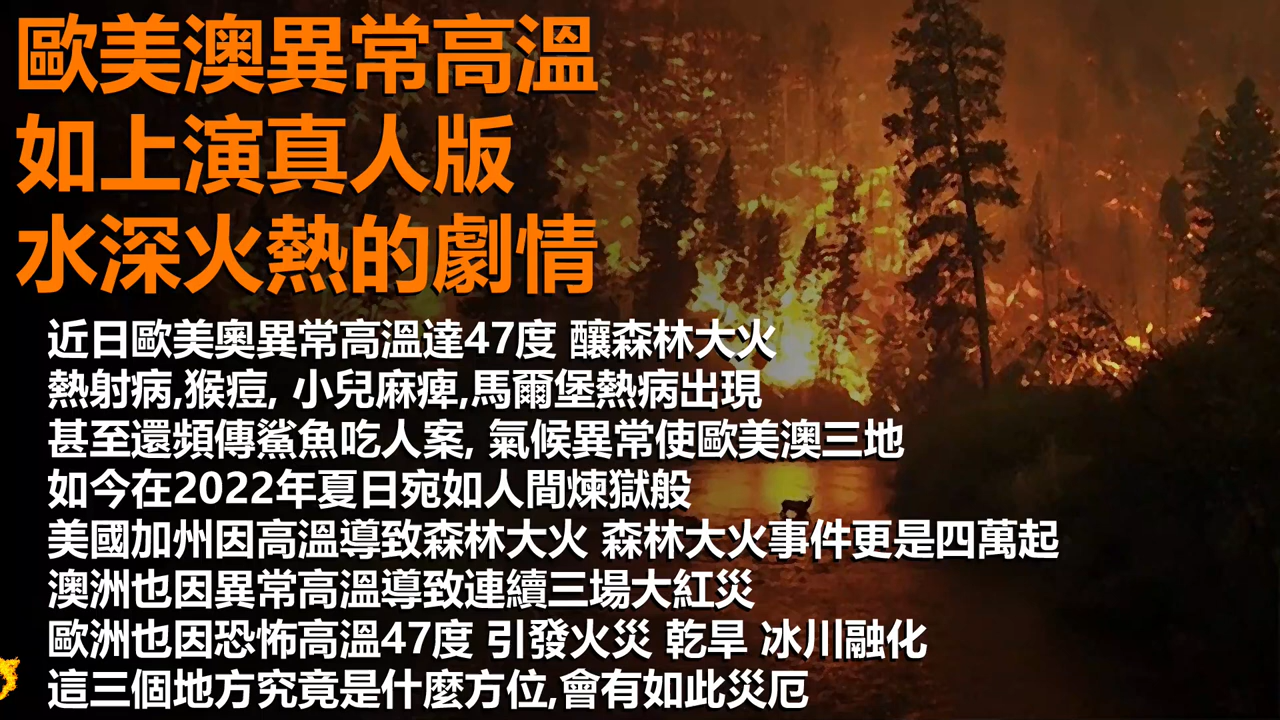 歐美澳異常高溫
如上演真人版
水深火熱的劇情
近日歐美奧異常高溫達47度 釀森林大火
熱射病,猴痘, 小兒麻痺,馬爾堡熱病出現
甚至還頻傳鯊魚吃人案, 氣候異常使歐美澳三地
如今在2022年夏日宛如人間煉獄般
美國加州因高溫導致森林大火 森林大火事件更是四萬起
澳洲也因異常高溫導致連續三場大紅災
歐洲也因恐怖高溫47度 引發火災 乾旱 冰川融化
這三個地方究竟是什麼方位,會有如此災厄